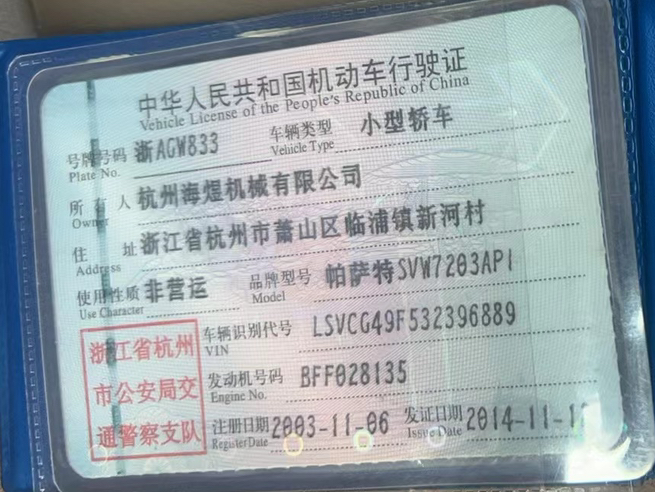 中华人民共和国机动车行驶证
Vehicle License of the People's Republic of China
号牌号码 浙AGW833 车辆类型 小型轿车
Plate No. Vehicle Type
所有人 杭州海煜机械有限公司
Owner
住址 浙江省杭州市萧山区临浦镇新河村
Address
使用性质 非营运 品牌型号 帕萨特SVW7203API
Use Character Model
浙江省杭州
市公安局交
通警察支队
车辆识别代号 LSVCG49F532396889
VIN
发动机号码 BFF028135
Engine No.
注册日期 2003-11-06 发证日期 2014-11-1
Register Date Issue Date